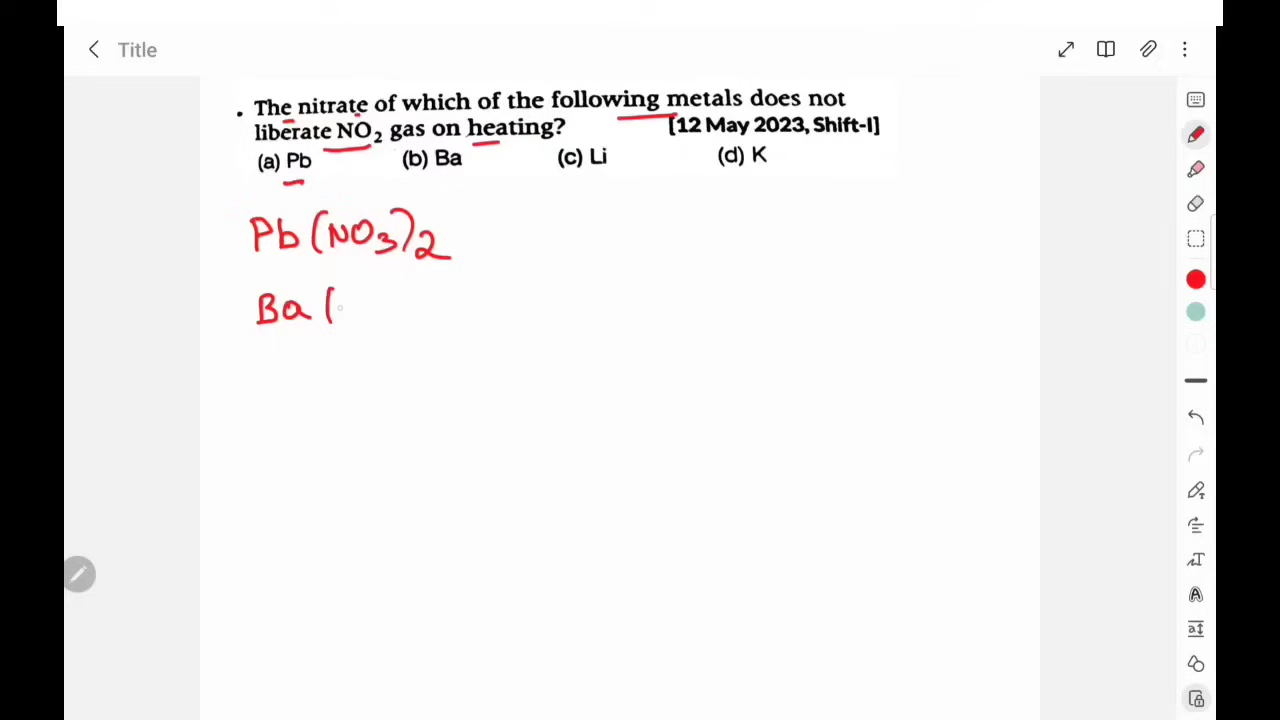 Title
. The nitrate of which of the following metals does not
liberate NO₂ gas on heating? [12 May 2023, Shift-I]
(a) Pb (b) Ba (c) Li (d) K
Pb(NO₃)₂
Ba (